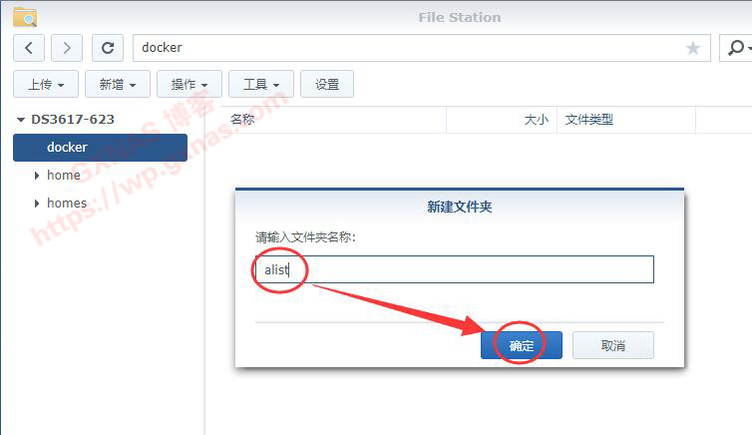 File Station
docker
上传 新增 操作 工具 设置
DS3617-623
名称 大小 文件类型
docker
home
homes
GXNAS 博客
https://wp.gxnas.com
新建文件夹
请输入文件夹名称:
alist
确定 取消